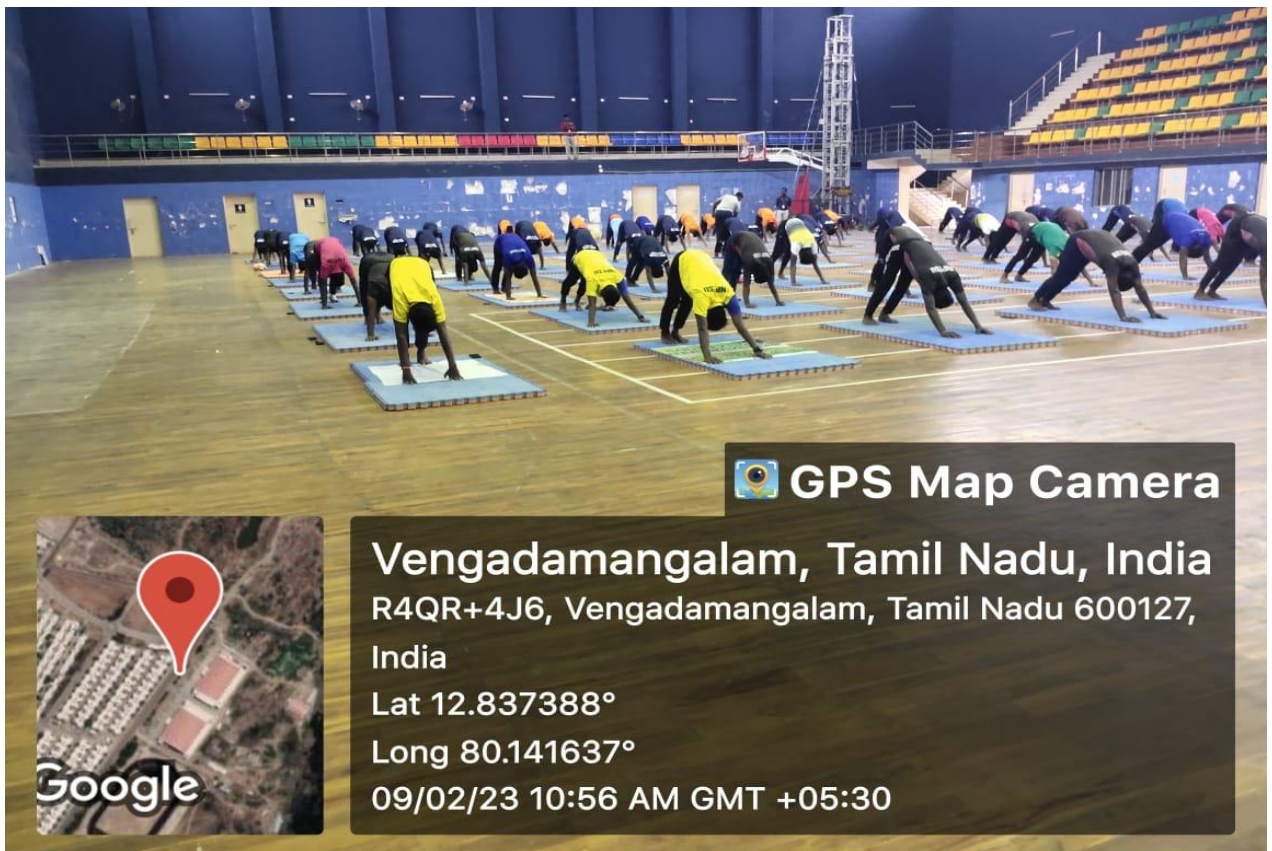 GPS Map Camera
Vengadamangalam, Tamil Nadu, India
R4QR+4J6, Vengadamangalam, Tamil Nadu 600127,
India
Lat 12.837388°
Long 80.141637°
09/02/23 10:56 AM GMT +05:30
Google